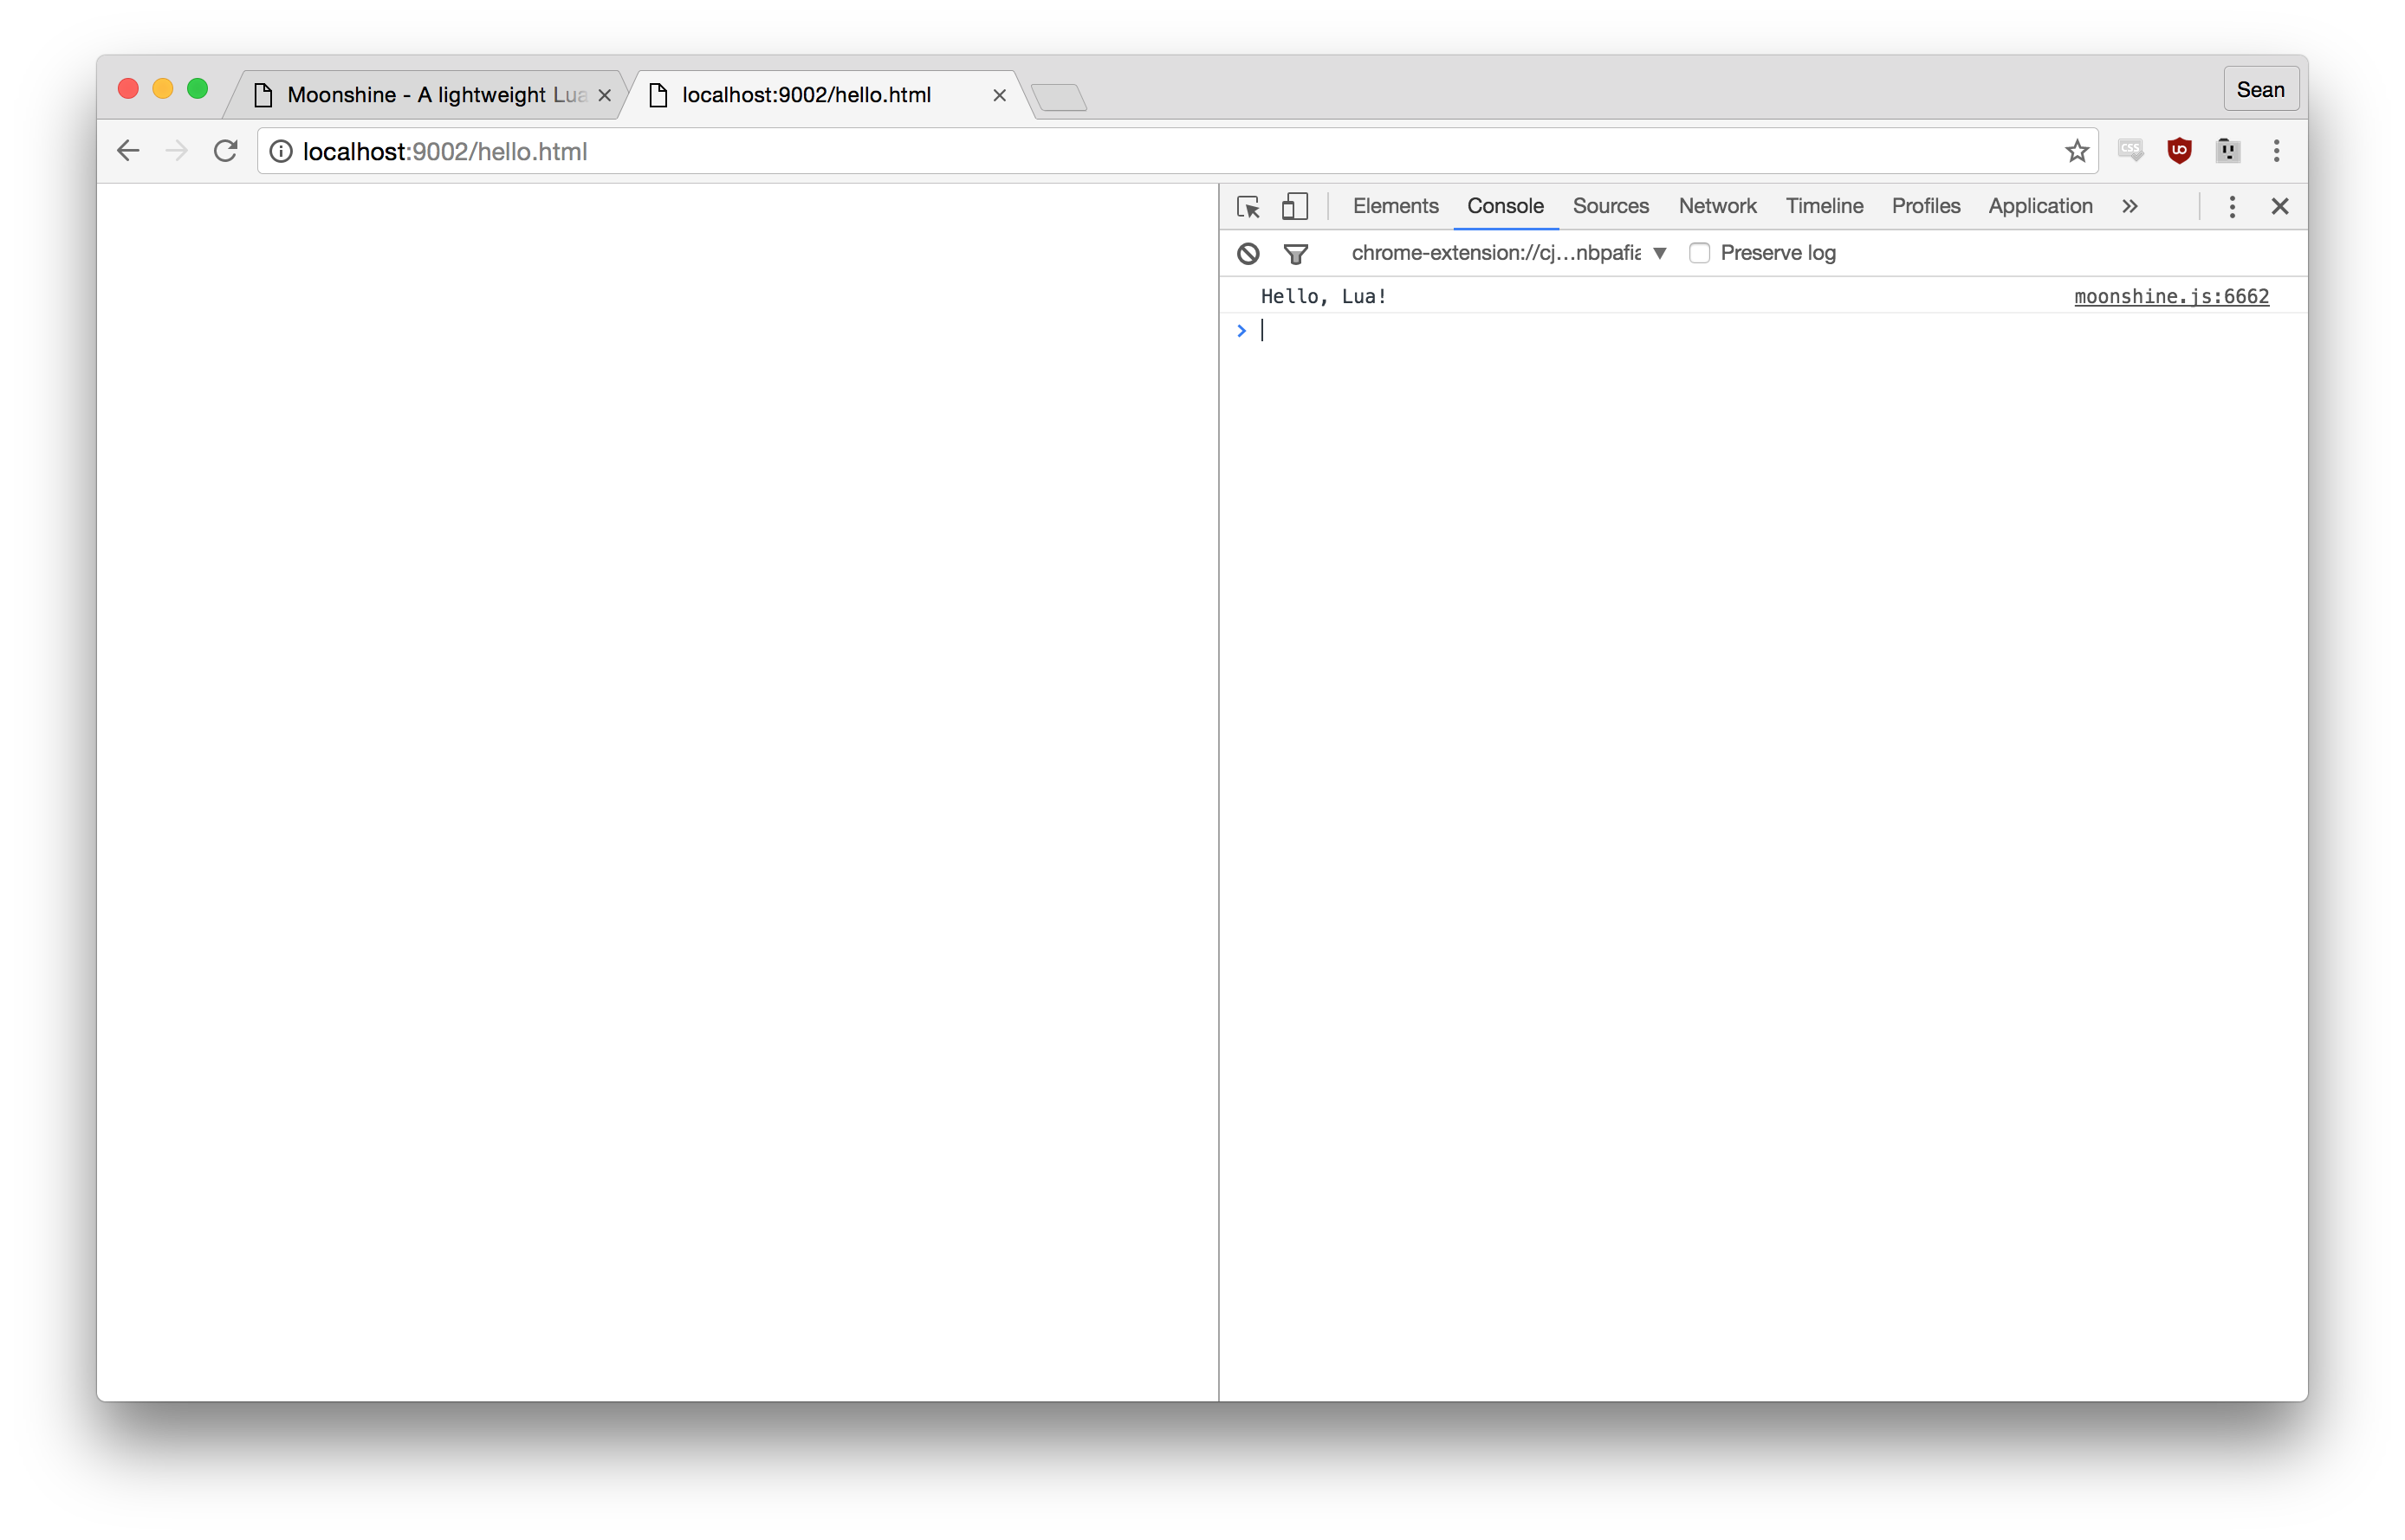 Moonshine - A lightweight Lua
localhost:9002/hello.html
Sean
localhost:9002/hello.html
CSS
Elements Console Sources Network Timeline Profiles Application »
chrome-extension://cj…nbpafia ▼ Preserve log
Hello, Lua! moonshine.js:6662
>